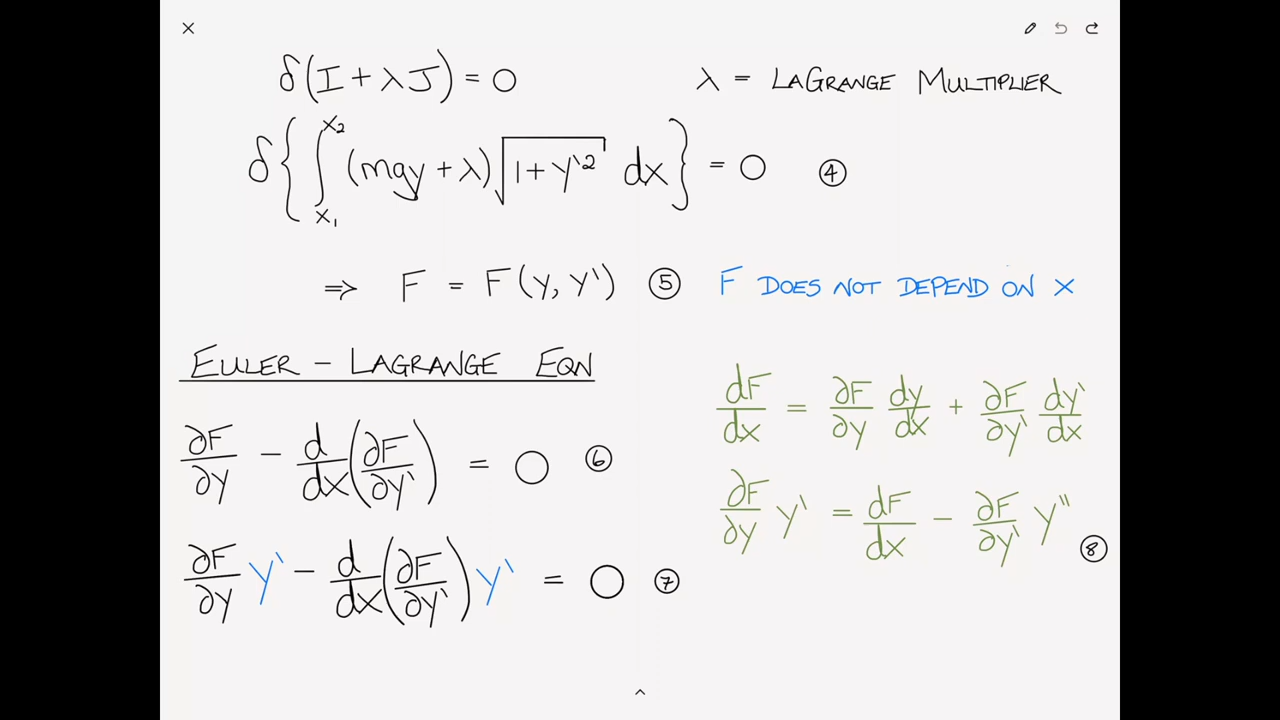 δ(I + λJ) = 0 λ = LAGRANGE MULTIPLIER
δ{∫_{x₁}^{x₂} (mgy + λ)√(1 + y'²) dx} = 0 ④
⇒ F = F(y, y') ⑤ F DOES NOT DEPEND ON X
EULER – LAGRANGE EQN
∂F/∂y − d/dx(∂F/∂y') = 0 ⑥
∂F/∂y y' − d/dx(∂F/∂y') y' = 0 ⑦
dF/dx = ∂F/∂y dy/dx + ∂F/∂y' dy'/dx
∂F/∂y y' = dF/dx − ∂F/∂y' y'' ⑧